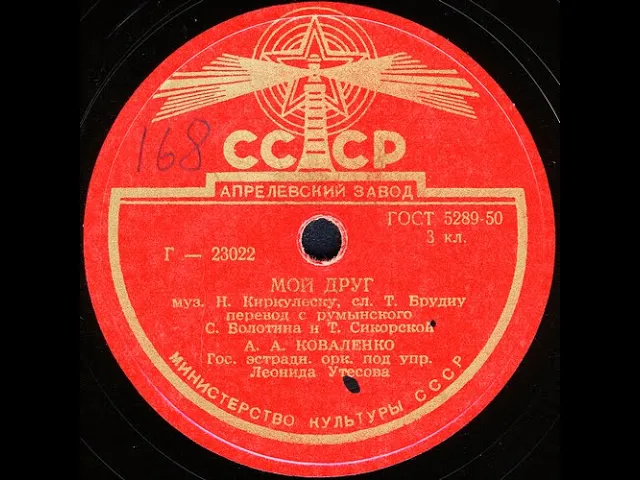 168
СССР
АПРЕЛЕВСКИЙ ЗАВОД
ГОСТ 5289-50
3 кл.
Г — 23022
МОЙ ДРУГ
муз. Н. Киркулеску, сл. Т. Брудиу
перевод с румынского
С. Болотина и Т. Сикорской
А. А. КОВАЛЕНКО
Гос. эстрадн. орк. под упр.
Леонида Утесова
МИНИСТЕРСТВО КУЛЬТУРЫ СССР